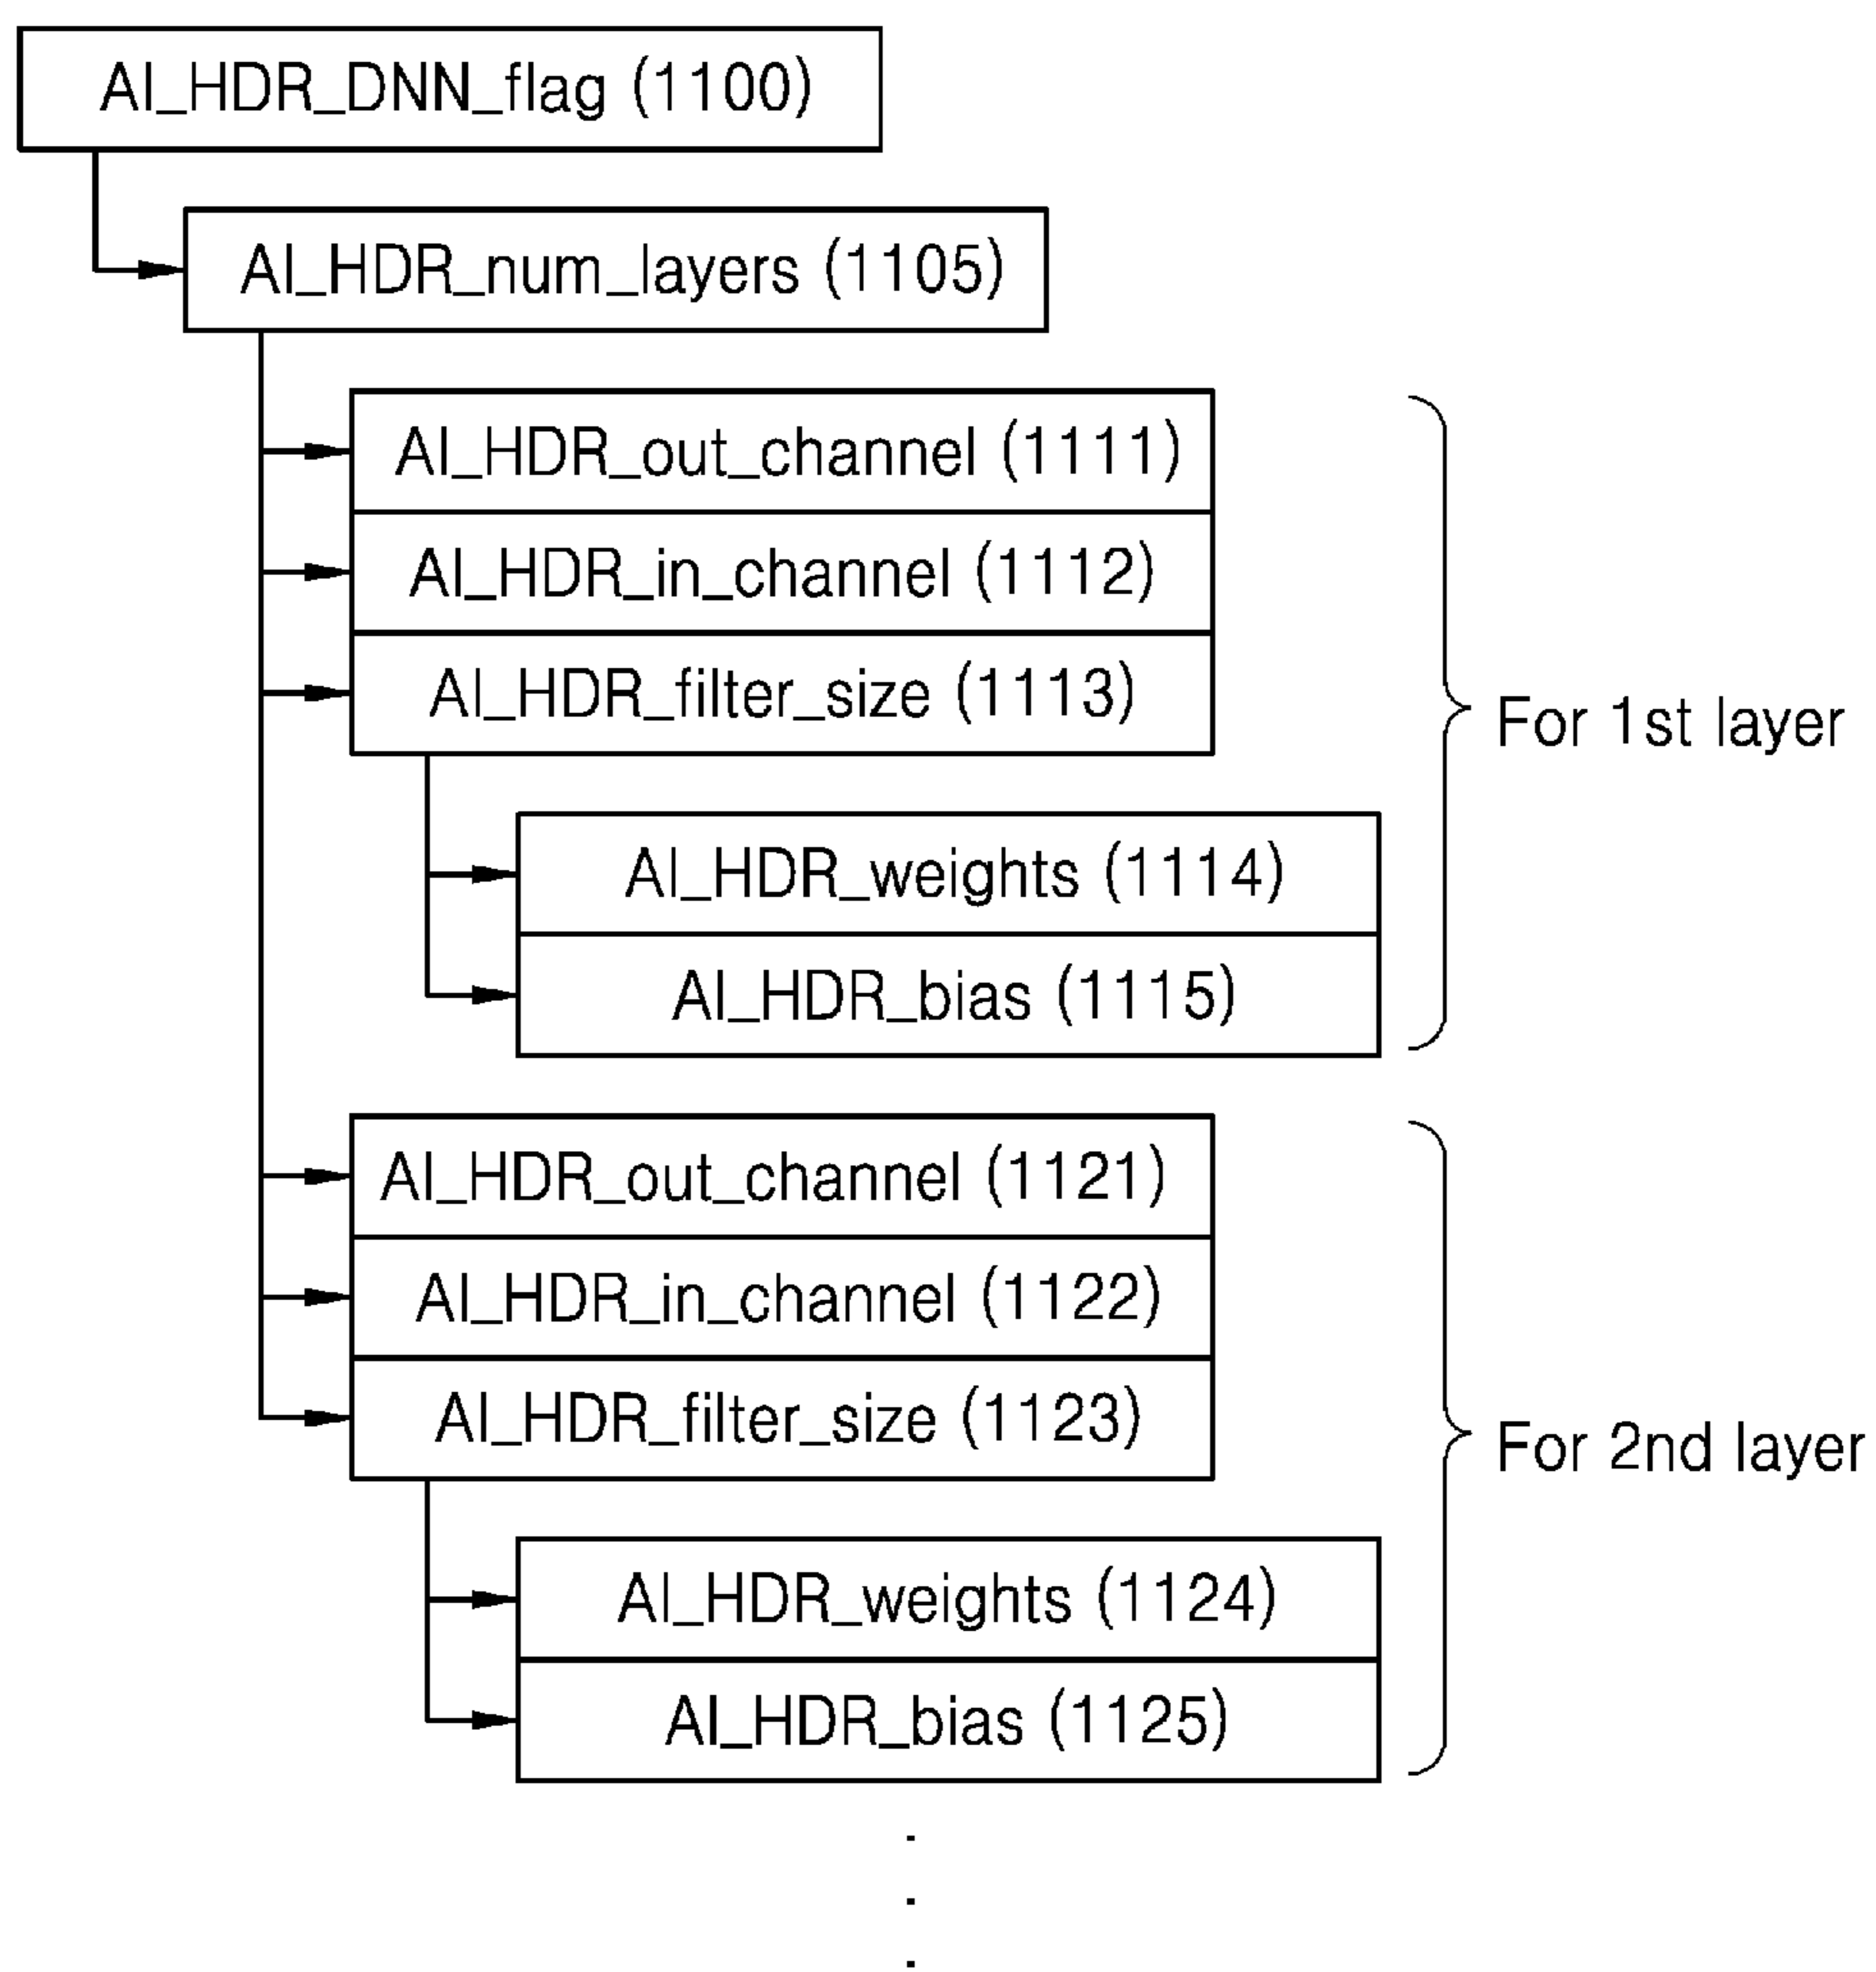 AI_HDR_DNN_flag (1100)
AI_HDR_num_layers (1105)
AI_HDR_out_channel (1111)
AI_HDR_in_channel (1112)
AI_HDR_filter_size (1113)
For 1st layer
AI_HDR_weights (1114)
AI_HDR_bias (1115)
AI_HDR_out_channel (1121)
AI_HDR_in_channel (1122)
AI_HDR_filter_size (1123)
For 2nd layer
AI_HDR_weights (1124)
AI_HDR_bias (1125)